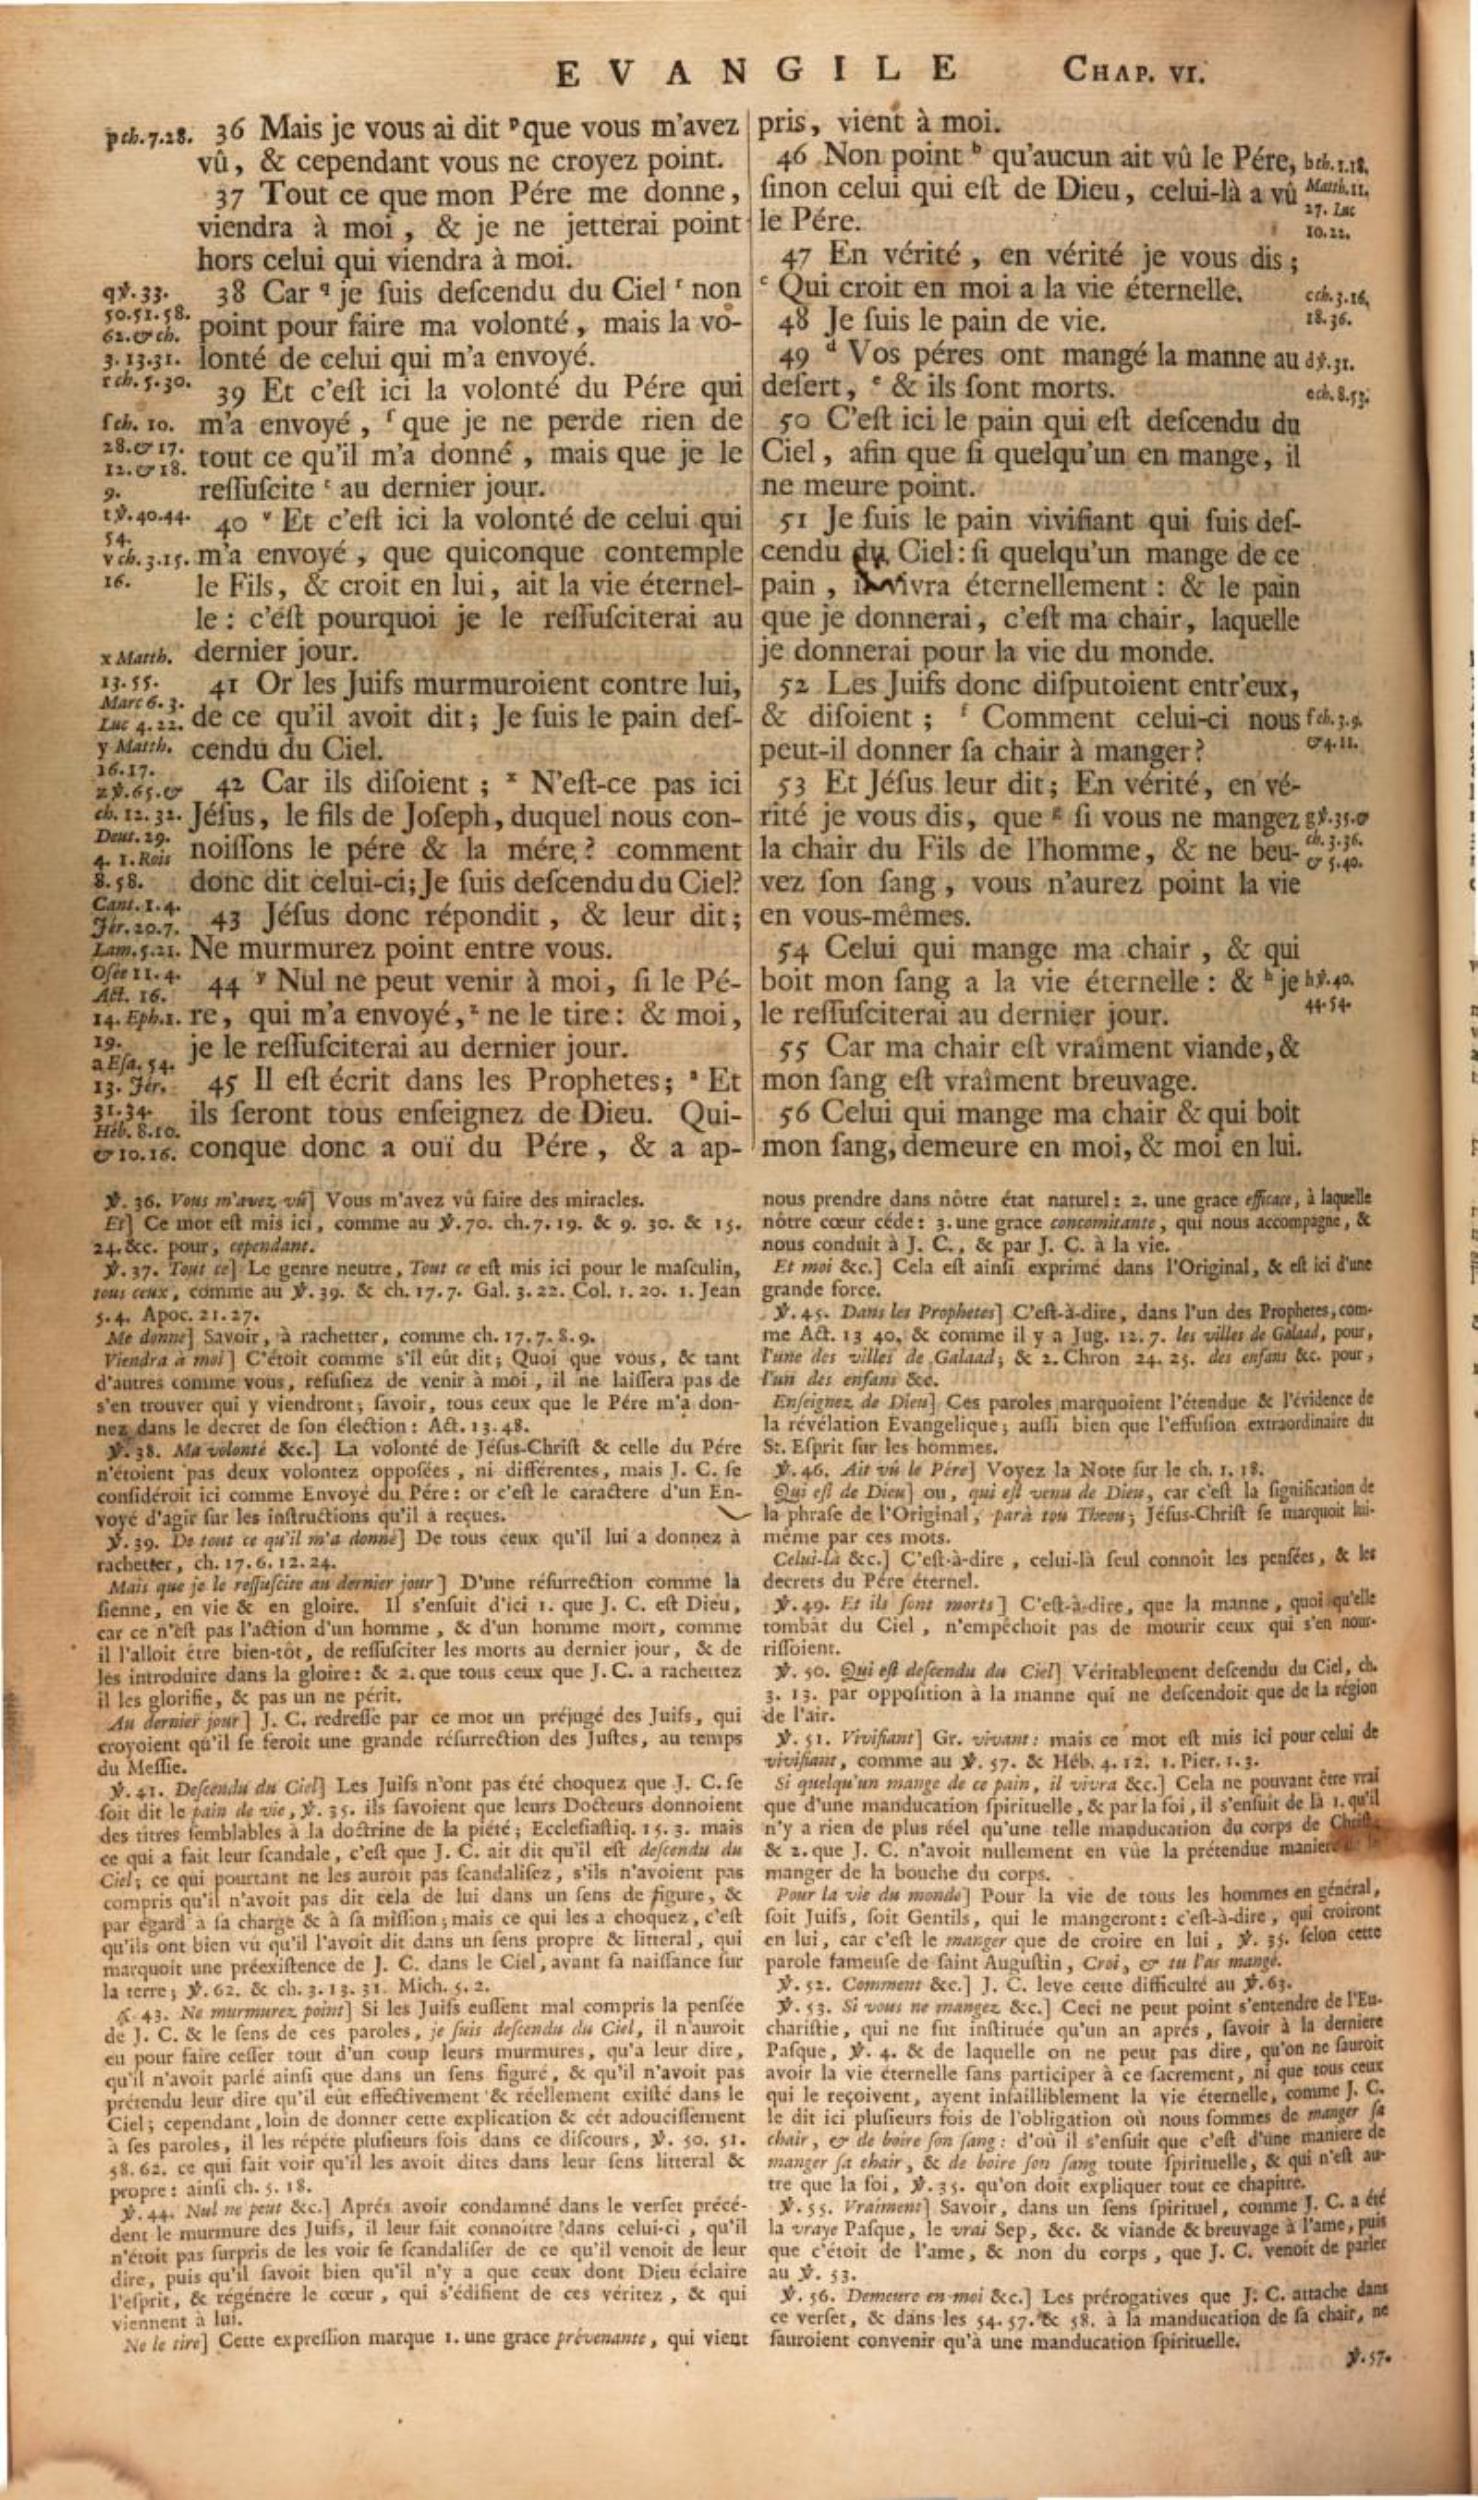 EVANGILE CHAP. VI.
pch.7.28.
qỳ.33.
50.51.58.
62.& ch.
3.13.31.
rch.5.30.
ſch. 10.
28.& 17.
12.& 18.
9.
tỳ.40.44.
54.
vch.3.15.
16.
x Matth.
13.55.
Marc 6.3.
Luc 4.22.
y Matth.
16.17.
zỳ.65.&
ch. 12.32.
Deut. 29.
4. 1. Rois
8.58.
Cant. 1.4.
Jér. 20.7.
Lam. 5.21.
Osée 11.4.
Act. 16.
14. Eph.1.
19.
a Esa. 54.
13. Jér.
31.34.
Héb. 8.10.
& 10.16.
36 Mais je vous ai dit ᵖ que vous m'avez
vû, & cependant vous ne croyez point.
37 Tout ce que mon Pére me donne,
viendra à moi, & je ne jetterai point
hors celui qui viendra à moi.
38 Car ᑫ je ſuis deſcendu du Ciel ʳ non
point pour faire ma volonté, mais la vo-
lonté de celui qui m'a envoyé.
39 Et c'eſt ici la volonté du Pére qui
m'a envoyé, ſ que je ne perde rien de
tout ce qu'il m'a donné, mais que je le
reſſuſcite ᵗ au dernier jour.
40 ᵛ Et c'eſt ici la volonté de celui qui
m'a envoyé, que quiconque contemple
le Fils, & croit en lui, ait la vie éternel-
le : c'éſt pourquoi je le reſſuſciterai au
dernier jour.
41 Or les Juifs murmuroient contre lui,
de ce qu'il avoit dit ; Je ſuis le pain deſ-
cendu du Ciel.
42 Car ils diſoient ; ˣ N'eſt-ce pas ici
Jéſus, le fils de Joſeph, duquel nous con-
noiſſons le pére & la mére ? comment
donc dit celui-ci ; Je ſuis deſcendu du Ciel ?
43 Jéſus donc répondit, & leur dit ;
Ne murmurez point entre vous.
44 ʸ Nul ne peut venir à moi, ſi le Pé-
re, qui m'a envoyé, ᶻ ne le tire : & moi,
je le reſſuſciterai au dernier jour.
45 Il eſt écrit dans les Prophetes ; ᵃ Et
ils ſeront tous enſeignez de Dieu. Qui-
conque donc a ouï du Pére, & a ap-
pris, vient à moi.
46 Non point ᵇ qu'aucun ait vû le Pére,
ſinon celui qui eſt de Dieu, celui-là a vû
le Pére.
47 En vérité, en vérité je vous dis ;
ᶜ Qui croit en moi a la vie éternelle.
48 Je ſuis le pain de vie.
49 ᵈ Vos péres ont mangé la manne au
deſert, ᵉ & ils ſont morts.
50 C'eſt ici le pain qui eſt deſcendu du
Ciel, afin que ſi quelqu'un en mange, il
ne meure point.
51 Je ſuis le pain vivifiant qui ſuis deſ-
cendu du Ciel : ſi quelqu'un mange de ce
pain, il vivra éternellement : & le pain
que je donnerai, c'eſt ma chair, laquelle
je donnerai pour la vie du monde.
52 Les Juifs donc diſputoient entr'eux,
& diſoient ; ᶠ Comment celui-ci nous
peut-il donner ſa chair à manger ?
53 Et Jéſus leur dit ; En vérité, en vé-
rité je vous dis, que ᵍ ſi vous ne mangez
la chair du Fils de l'homme, & ne beu-
vez ſon ſang, vous n'aurez point la vie
en vous-mêmes.
54 Celui qui mange ma chair, & qui
boit mon ſang a la vie éternelle : & ʰ je
le reſſuſciterai au dernier jour.
55 Car ma chair eſt vraîment viande, &
mon ſang eſt vraîment breuvage.
56 Celui qui mange ma chair & qui boit
mon ſang, demeure en moi, & moi en lui.
bch.1.18.
Matth.11.
27. Luc
10.22.
cch.3.16,
18.36.
dỳ.31.
ech.8.53.
fch.3.9.
& 4.11.
gỳ.35.&
ch. 3.36.
& 5.40.
hỳ.40.
44.54.
ỳ. 36. Vous m'avez vû] Vous m'avez vû faire des miracles.
Et] Ce mot eſt mis ici, comme au ỳ.70. ch.7.19. & 9. 30. & 15.
24. &c. pour, cependant.
ỳ.37. Tout ce] Le genre neutre, Tout ce eſt mis ici pour le maſculin,
tous ceux, comme au ỳ.39. & ch.17.7. Gal. 3.22. Col. 1. 20. 1. Jean
5.4. Apoc. 21.27.
Me donne] Savoir, à rachetter, comme ch. 17.7.8.9.
Viendra à moi] C'étoit comme s'il eût dit ; Quoi que vous, & tant
d'autres comme vous, refuſiez de venir à moi, il ne laiſſera pas de
s'en trouver qui y viendront ; ſavoir, tous ceux que le Pére m'a don-
nez dans le decret de ſon élection : Act. 13.48.
ỳ.38. Ma volonté &c.] La volonté de Jéſus-Chriſt & celle du Pére
n'étoient pas deux volontez oppoſées, ni différentes, mais J. C. ſe
conſidéroit ici comme Envoyé du Pére : or c'eſt le caractere d'un En-
voyé d'agir ſur les inſtructions qu'il a reçues.
ỳ.39. De tout ce qu'il m'a donné] De tous ceux qu'il lui a donnez à
rachetter, ch. 17.6.12.24.
Mais que je le reſſuſcite au dernier jour] D'une réſurrection comme la
ſienne, en vie & en gloire. Il s'enſuit d'ici 1. que J. C. eſt Dieu,
car ce n'eſt pas l'action d'un homme, & d'un homme mort, comme
il l'alloit être bien-tôt, de reſſuſciter les morts au dernier jour, & de
les introduire dans la gloire : & 2. que tous ceux que J. C. a rachettez
il les glorifie, & pas un ne périt.
Au dernier jour] J. C. redreſſe par ce mot un préjugé des Juifs, qui
croyoient qu'il ſe feroit une grande réſurrection des Juſtes, au temps
du Meſſie.
ỳ.41. Deſcendu du Ciel] Les Juifs n'ont pas été choquez que J. C. ſe
ſoit dit le pain de vie, ỳ. 35. ils ſavoient que leurs Docteurs donnoient
des titres ſemblables à la doctrine de la piété ; Eccleſiaſtiq. 15. 3. mais
ce qui a fait leur ſcandale, c'eſt que J. C. ait dit qu'il eſt deſcendu du
Ciel ; ce qui pourtant ne les auroit pas ſcandaliſez, s'ils n'avoient pas
compris qu'il n'avoit pas dit cela de lui dans un ſens de figure, &
par égard à ſa charge & à ſa miſſion ; mais ce qui les a choquez, c'eſt
qu'ils ont bien vû qu'il l'avoit dit dans un ſens propre & litteral, qui
marquoit une préexiſtence de J. C. dans le Ciel, avant ſa naiſſance ſur
la terre ; ỳ.62. & ch. 3.13.31. Mich. 5.2.
ỳ. 43. Ne murmurez point] Si les Juifs euſſent mal compris la penſée
de J. C. & le ſens de ces paroles, je ſuis deſcendu du Ciel, il n'auroit
eu pour faire ceſſer tout d'un coup leurs murmures, qu'à leur dire,
qu'il n'avoit parlé ainſi que dans un ſens figuré, & qu'il n'avoit pas
prétendu leur dire qu'il eût effectivement & réellement exiſté dans le
Ciel ; cependant, loin de donner cette explication & cét adouciſſement
à ſes paroles, il les répéte pluſieurs fois dans ce diſcours, ỳ. 50. 51.
58.62. ce qui fait voir qu'il les avoit dites dans leur ſens litteral &
propre : ainſi ch. 5.18.
ỳ.44. Nul ne peut &c.] Aprés avoir condamné dans le verſet précé-
dent le murmure des Juifs, il leur fait connoître dans celui-ci, qu'il
n'étoit pas ſurpris de les voir ſe ſcandaliſer de ce qu'il venoit de leur
dire, puis qu'il ſavoit bien qu'il n'y a que ceux dont Dieu éclaire
l'eſprit, & régénére le cœur, qui s'édifient de ces véritez, & qui
viennent à lui.
Ne le tire] Cette expreſſion marque 1. une grace prévenante, qui vient
nous prendre dans nôtre état naturel : 2. une grace efficace, à laquelle
nôtre cœur céde : 3. une grace concomitante, qui nous accompagne, &
nous conduit à J. C., & par J. C. à la vie.
Et moi &c.] Cela eſt ainſi exprimé dans l'Original, & eſt ici d'une
grande force.
ỳ.45. Dans les Prophetes] C'eſt-à-dire, dans l'un des Prophetes, com-
me Act. 13 40, & comme il y a Jug. 12.7. les villes de Galaad, pour,
l'une des villes de Galaad ; & 2. Chron 24. 25. des enfans &c. pour,
l'un des enfans &c.
Enſeignez de Dieu] Ces paroles marquoient l'étendue & l'évidence de
la révélation Evangelique ; auſſi bien que l'effuſion extraordinaire du
St. Eſprit ſur les hommes.
ỳ.46. Ait vû le Pére] Voyez la Note ſur le ch. 1. 18.
Qui eſt de Dieu] ou, qui eſt venu de Dieu, car c'eſt la ſignification de
la phraſe de l'Original, parà tou Theou ; Jéſus-Chriſt ſe marquoit lui-
même par ces mots.
Celui-là &c.] C'eſt-à-dire, celui-là ſeul connoît les penſées, & les
decrets du Pére éternel.
ỳ.49. Et ils ſont morts] C'eſt-à-dire, que la manne, quoi qu'elle
tombât du Ciel, n'empêchoit pas de mourir ceux qui s'en nour-
riſſoient.
ỳ. 50. Qui eſt deſcendu du Ciel] Véritablement deſcendu du Ciel, ch.
3. 13. par oppoſition à la manne qui ne deſcendoit que de la région
de l'air.
ỳ. 51. Vivifiant] Gr. vivant : mais ce mot eſt mis ici pour celui de
vivifiant, comme au ỳ. 57. & Héb. 4.12. 1. Pier. 1.3.
Si quelqu'un mange de ce pain, il vivra &c.] Cela ne pouvant être vrai
que d'une manducation ſpirituelle, & par la foi, il s'enſuit de là 1. qu'il
n'y a rien de plus réel qu'une telle manducation du corps de Chriſt
& 2. que J. C. n'avoit nullement en vûe la prétendue maniere de le
manger de la bouche du corps.
Pour la vie du monde] Pour la vie de tous les hommes en général,
ſoit Juifs, ſoit Gentils, qui le mangeront : c'eſt-à-dire, qui croiront
en lui, car c'eſt le manger que de croire en lui, ỳ. 35. ſelon cette
parole fameuſe de ſaint Auguſtin, Croi, & tu l'as mangé.
ỳ. 52. Comment &c.] J. C. leve cette difficulté au ỳ.63.
ỳ. 53. Si vous ne mangez &c.] Ceci ne peut point s'entendre de l'Eu-
chariſtie, qui ne fut inſtituée qu'un an aprés, ſavoir à la derniere
Paſque, ỳ. 4. & de laquelle on ne peut pas dire, qu'on ne ſauroit
avoir la vie éternelle ſans participer à ce ſacrement, ni que tous ceux
qui le reçoivent, ayent infailliblement la vie éternelle, comme J. C.
le dit ici pluſieurs fois de l'obligation où nous ſommes de manger ſa
chair, & de boire ſon ſang : d'où il s'enſuit que c'eſt d'une maniere de
manger ſa chair, & de boire ſon ſang toute ſpirituelle, & qui n'eſt au-
tre que la foi, ỳ.35. qu'on doit expliquer tout ce chapitre.
ỳ.55. Vraiment] Savoir, dans un ſens ſpirituel, comme J. C. a été
la vraye Paſque, le vrai Sep, &c. & viande & breuvage à l'ame, puis
que c'étoit de l'ame, & non du corps, que J. C. venoit de parler
au ỳ. 53.
ỳ. 56. Demeure en moi &c.] Les prérogatives que J. C. attache dans
ce verſet, & dans les 54.57. & 58. à la manducation de ſa chair, ne
ſauroient convenir qu'à une manducation ſpirituelle.
ỳ.57.